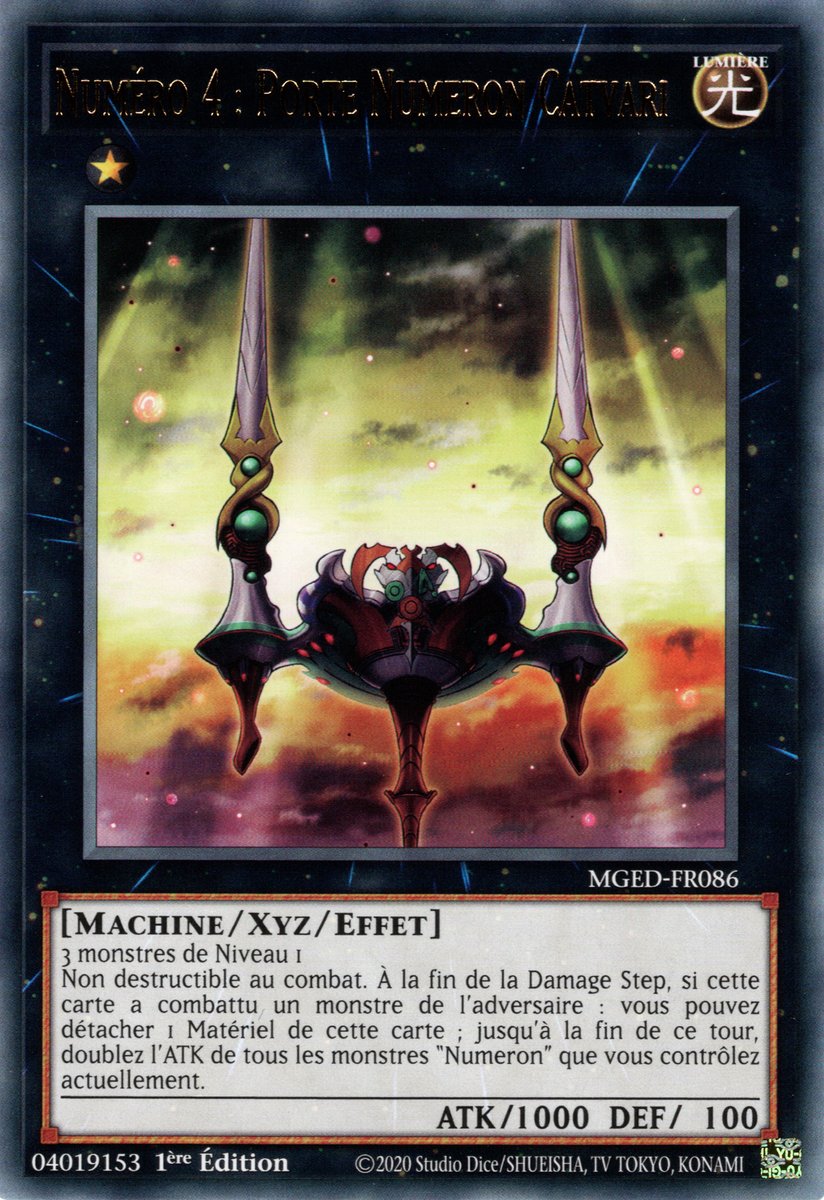 Numéro 4 : Porte Numeron Catvari
LUMIÈRE
光
MGED-FR086
[Machine/Xyz/Effet]
3 monstres de Niveau 1
Non destructible au combat. À la fin de la Damage Step, si cette
carte a combattu un monstre de l'adversaire : vous pouvez
détacher 1 Matériel de cette carte ; jusqu'à la fin de ce tour,
doublez l'ATK de tous les monstres "Numeron" que vous contrôlez
actuellement.
ATK/1000 DEF/ 100
04019153 1ère Édition
©2020 Studio Dice/SHUEISHA, TV TOKYO, KONAMI